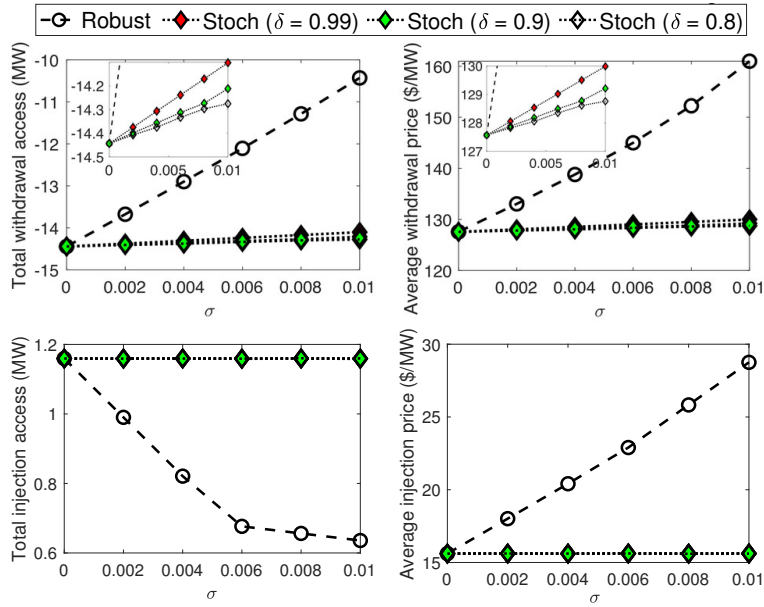 Robust Stoch (δ = 0.99) Stoch (δ = 0.9) Stoch (δ = 0.8)
Total withdrawal access (MW)
-10
-11
-12
-13
-14
-15
0 0.002 0.004 0.006 0.008 0.01
σ
-14.2
-14.3
-14.4
-14.5
0 0.005 0.01
Average withdrawal price ($/MW)
160
150
140
130
120
0 0.002 0.004 0.006 0.008 0.01
σ
130
129
128
127
0 0.005 0.01
Total injection access (MW)
1.2
1
0.8
0.6
0 0.002 0.004 0.006 0.008 0.01
σ
Average injection price ($/MW)
30
25
20
15
0 0.002 0.004 0.006 0.008 0.01
σ